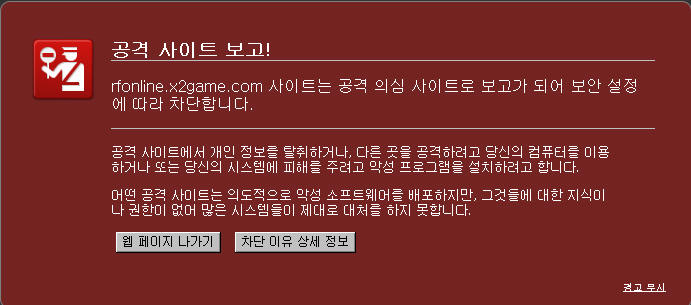 공격 사이트 보고!
rfonline.x2game.com 사이트는 공격 의심 사이트로 보고가 되어 보안 설정
에 따라 차단합니다.
공격 사이트에서 개인 정보를 탈취하거나, 다른 곳을 공격하려고 당신의 컴퓨터를 이용
하거나 또는 당신의 시스템에 피해를 주려고 악성 프로그램을 설치하려고 합니다.
어떤 공격 사이트는 의도적으로 악성 소프트웨어를 배포하지만, 그것들에 대한 지식이
나 권한이 없어 많은 시스템들이 제대로 대처를 하지 못합니다.
웹 페이지 나가기 차단 이유 상세 정보
경고 무시